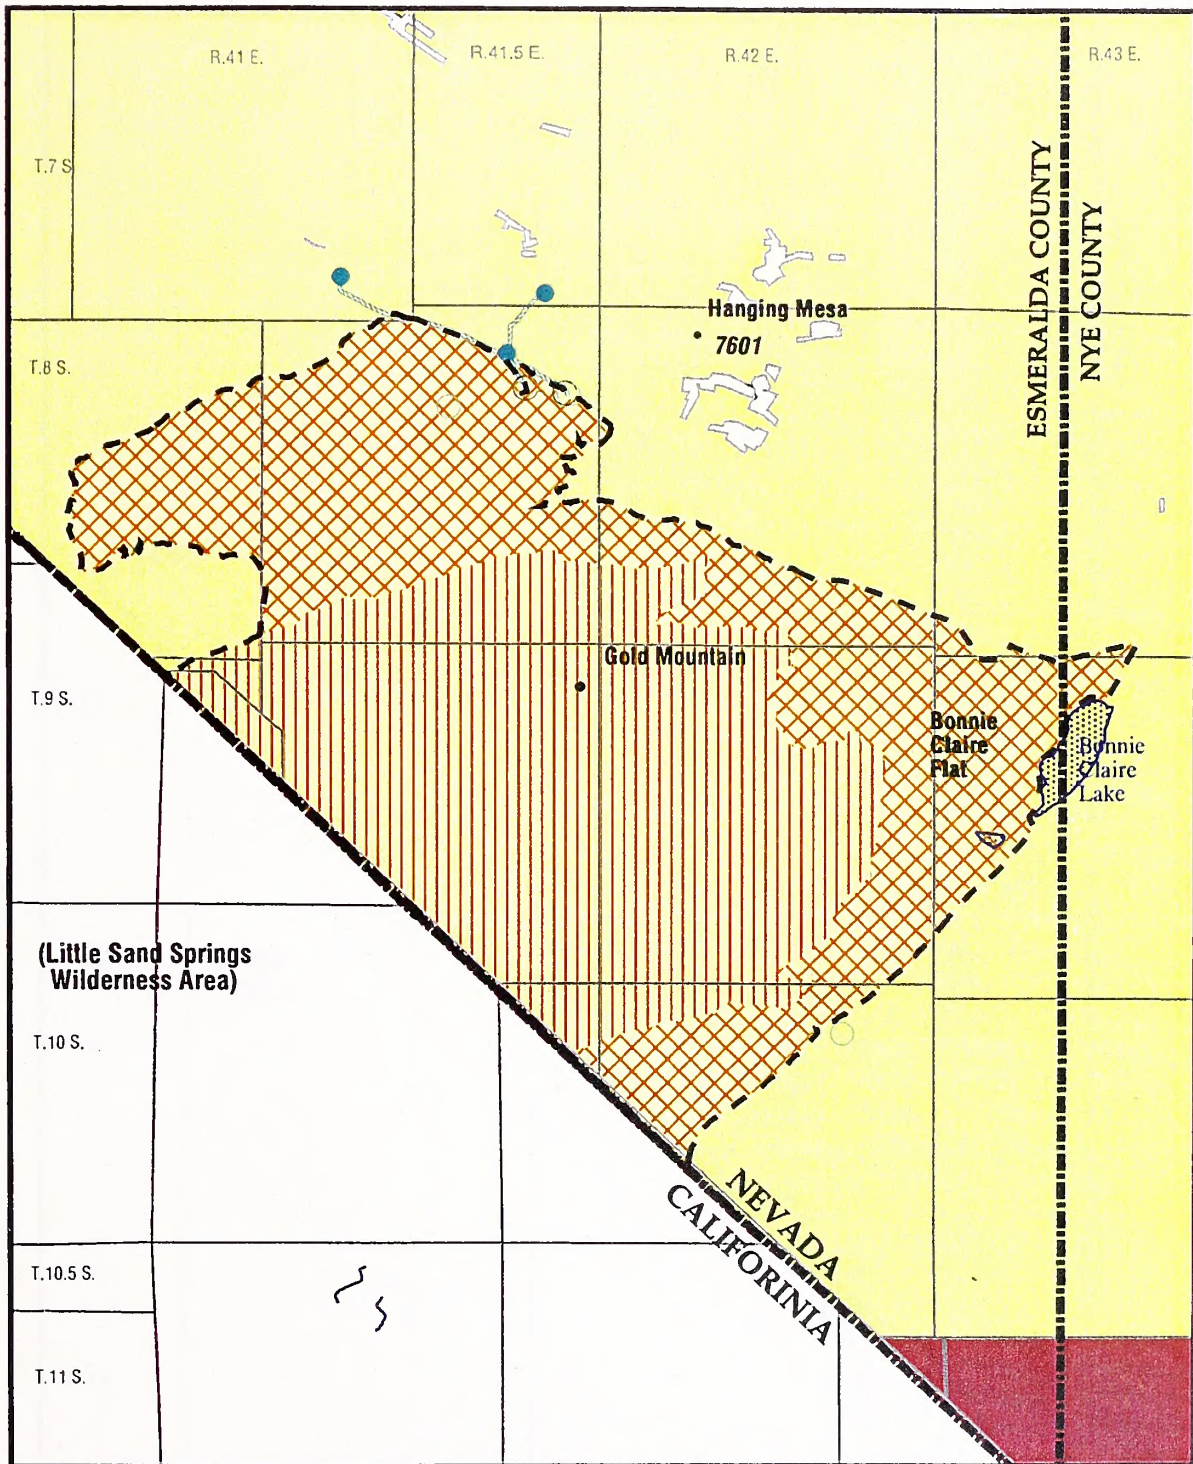 R.41 E.
R.41.5 E.
R.42 E.
R.43 E.
T.7 S
ESMERALDA COUNTY
NYE COUNTY
Hanging Mesa
7601
T.8 S.
Gold Mountain
T.9 S.
Bonnie
Claire
Flat
Bonnie
Claire
Lake
(Little Sand Springs
Wilderness Area)
T.10 S.
NEVADA
CALIFORINIA
T.10.5 S.
T.11 S.